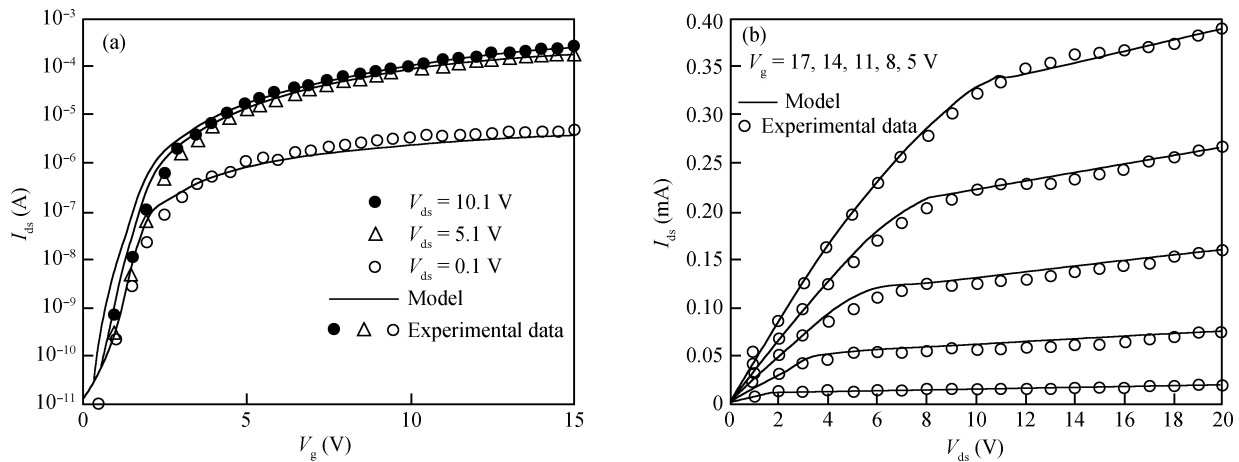 (a)
10⁻³
10⁻⁴
10⁻⁵
10⁻⁶
10⁻⁷
10⁻⁸
10⁻⁹
10⁻¹⁰
10⁻¹¹
I_ds (A)
V_ds = 10.1 V
V_ds = 5.1 V
V_ds = 0.1 V
Model
Experimental data
0 5 10 15
V_g (V)
(b)
V_g = 17, 14, 11, 8, 5 V
Model
Experimental data
0.40
0.35
0.30
0.25
0.20
0.15
0.10
0.05
0
I_ds (mA)
0 2 4 6 8 10 12 14 16 18 20
V_ds (V)